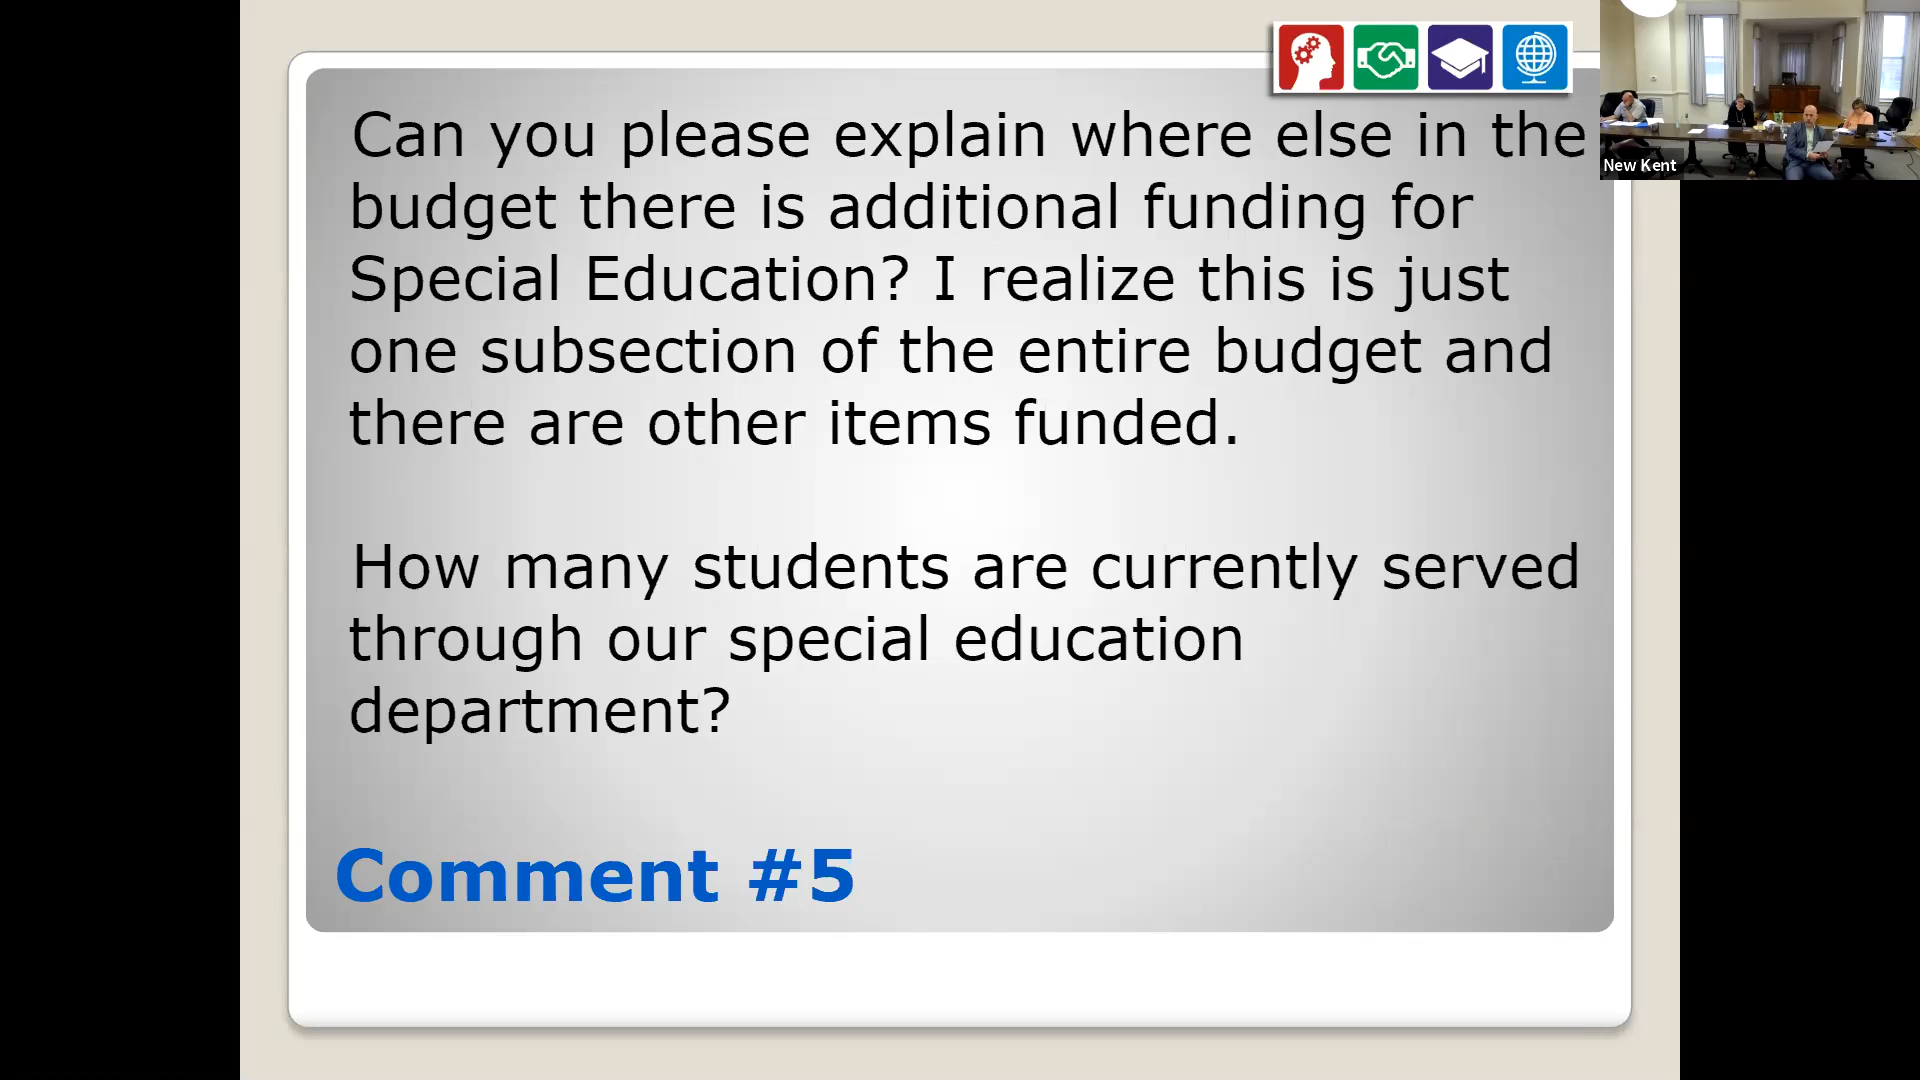 Can you please explain where else in the
budget there is additional funding for
Special Education? I realize this is just
one subsection of the entire budget and
there are other items funded.
How many students are currently served
through our special education
department?
Comment #5
New Kent